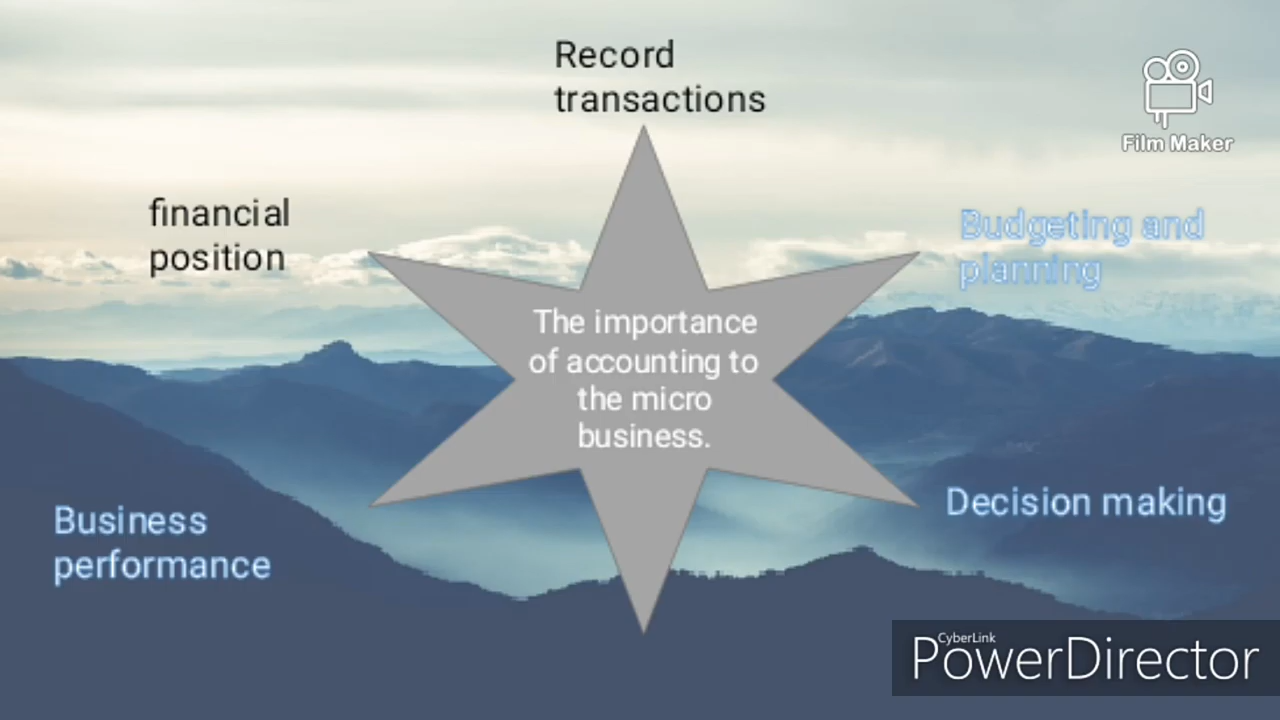 Record
transactions
Film Maker
financial
position
Budgeting and
planning
The importance
of accounting to
the micro
business.
Decision making
Business
performance
CyberLink
PowerDirector